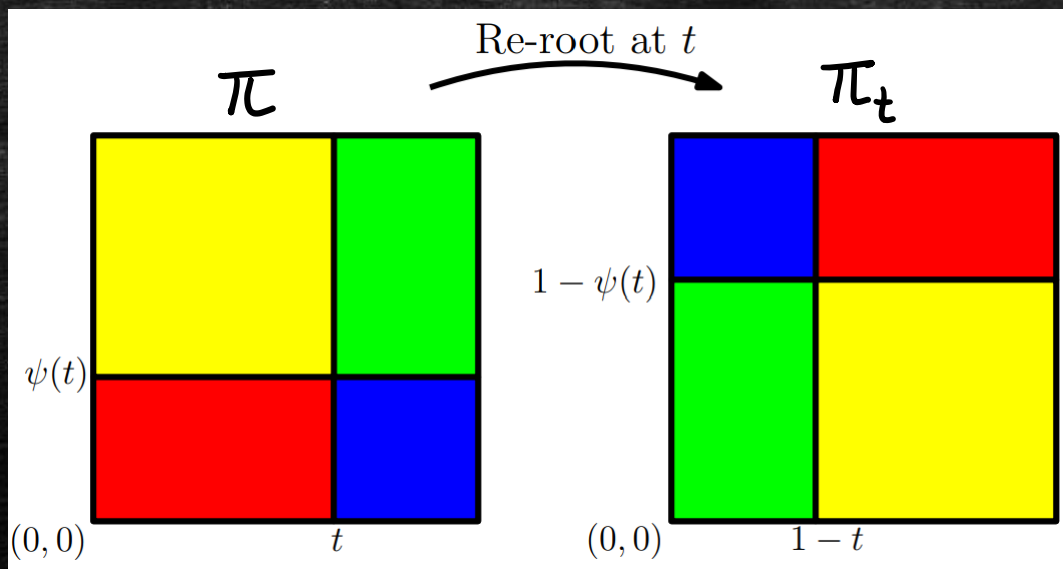 Re-root at t
π
π_t
1 − ψ(t)
ψ(t)
(0, 0)
t
(0, 0)
1 − t